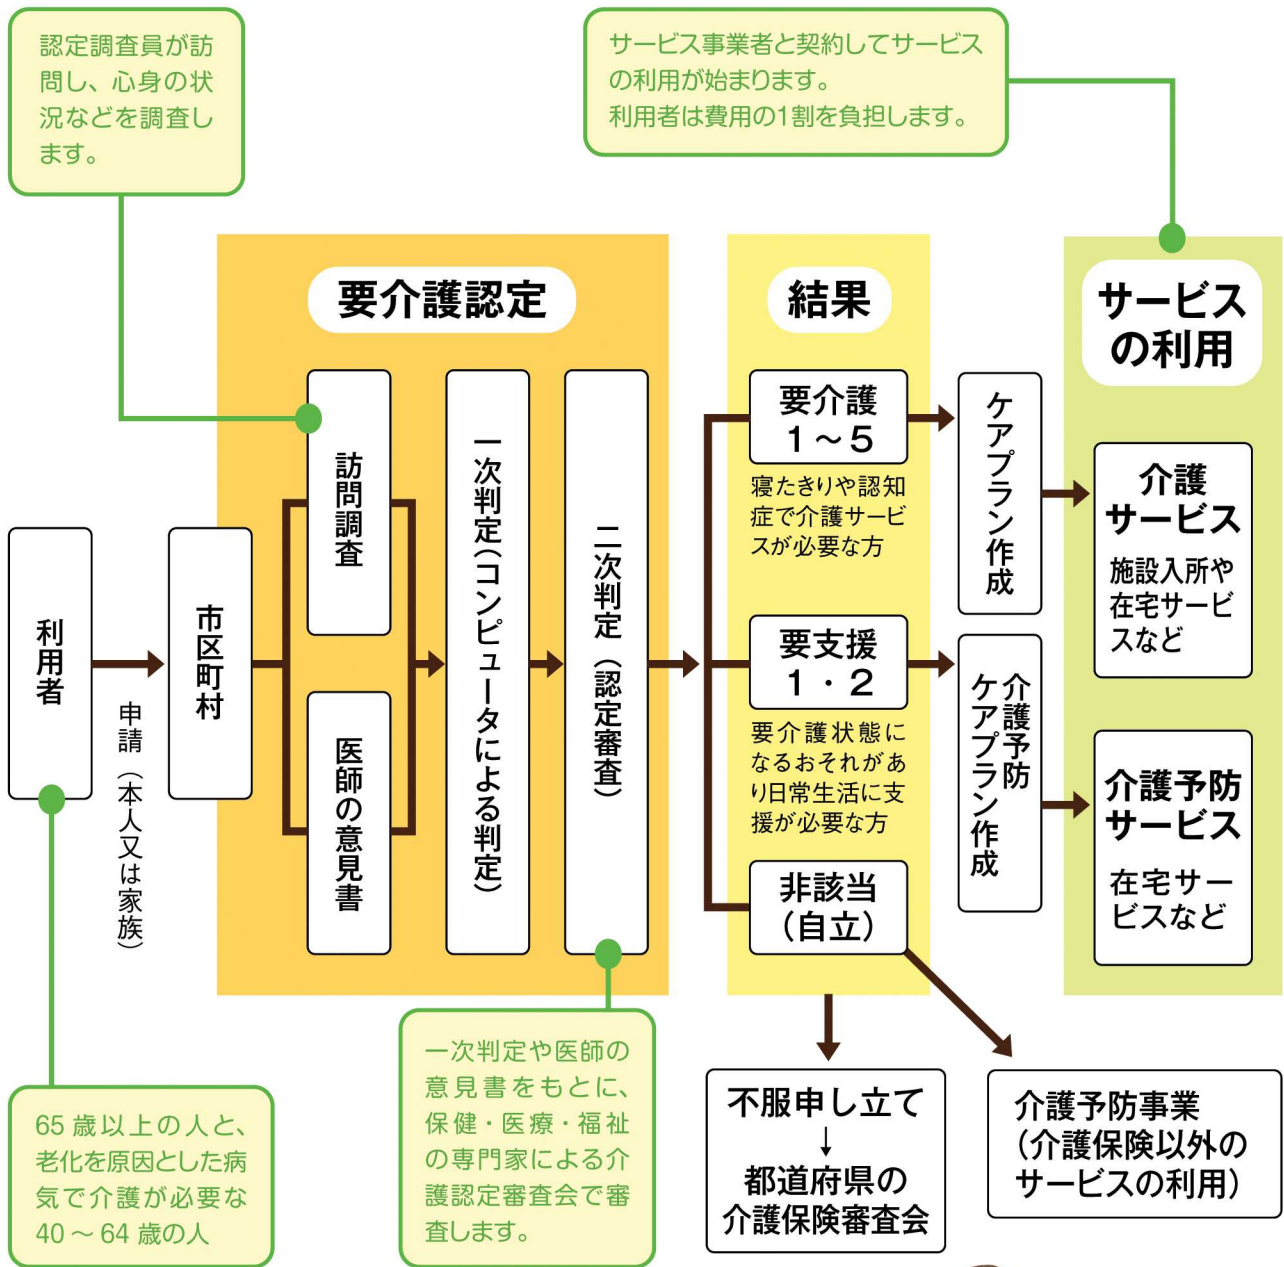 認定調査員が訪
問し、心身の状
況などを調査し
ます。
サービス事業者と契約してサービス
の利用が始まります。
利用者は費用の1割を負担します。
要介護認定
結果
サービス
の利用
利用者
申請（本人又は家族）
市区町村
訪問調査
医師の意見書
一次判定（コンピュータによる判定）
二次判定（認定審査）
要介護
1～5
寝たきりや認知
症で介護サービ
スが必要な方
要支援
1・2
要介護状態に
なるおそれがあ
り日常生活に支
援が必要な方
非該当
（自立）
ケアプラン作成
介護予防
ケアプラン作成
介護
サービス
施設入所や
在宅サービ
スなど
介護予防
サービス
在宅サー
ビスなど
65歳以上の人と、
老化を原因とした病
気で介護が必要な
40～64歳の人
一次判定や医師の
意見書をもとに、
保健・医療・福祉
の専門家による介
護認定審査会で審
査します。
不服申し立て
↓
都道府県の
介護保険審査会
介護予防事業
（介護保険以外の
サービスの利用）